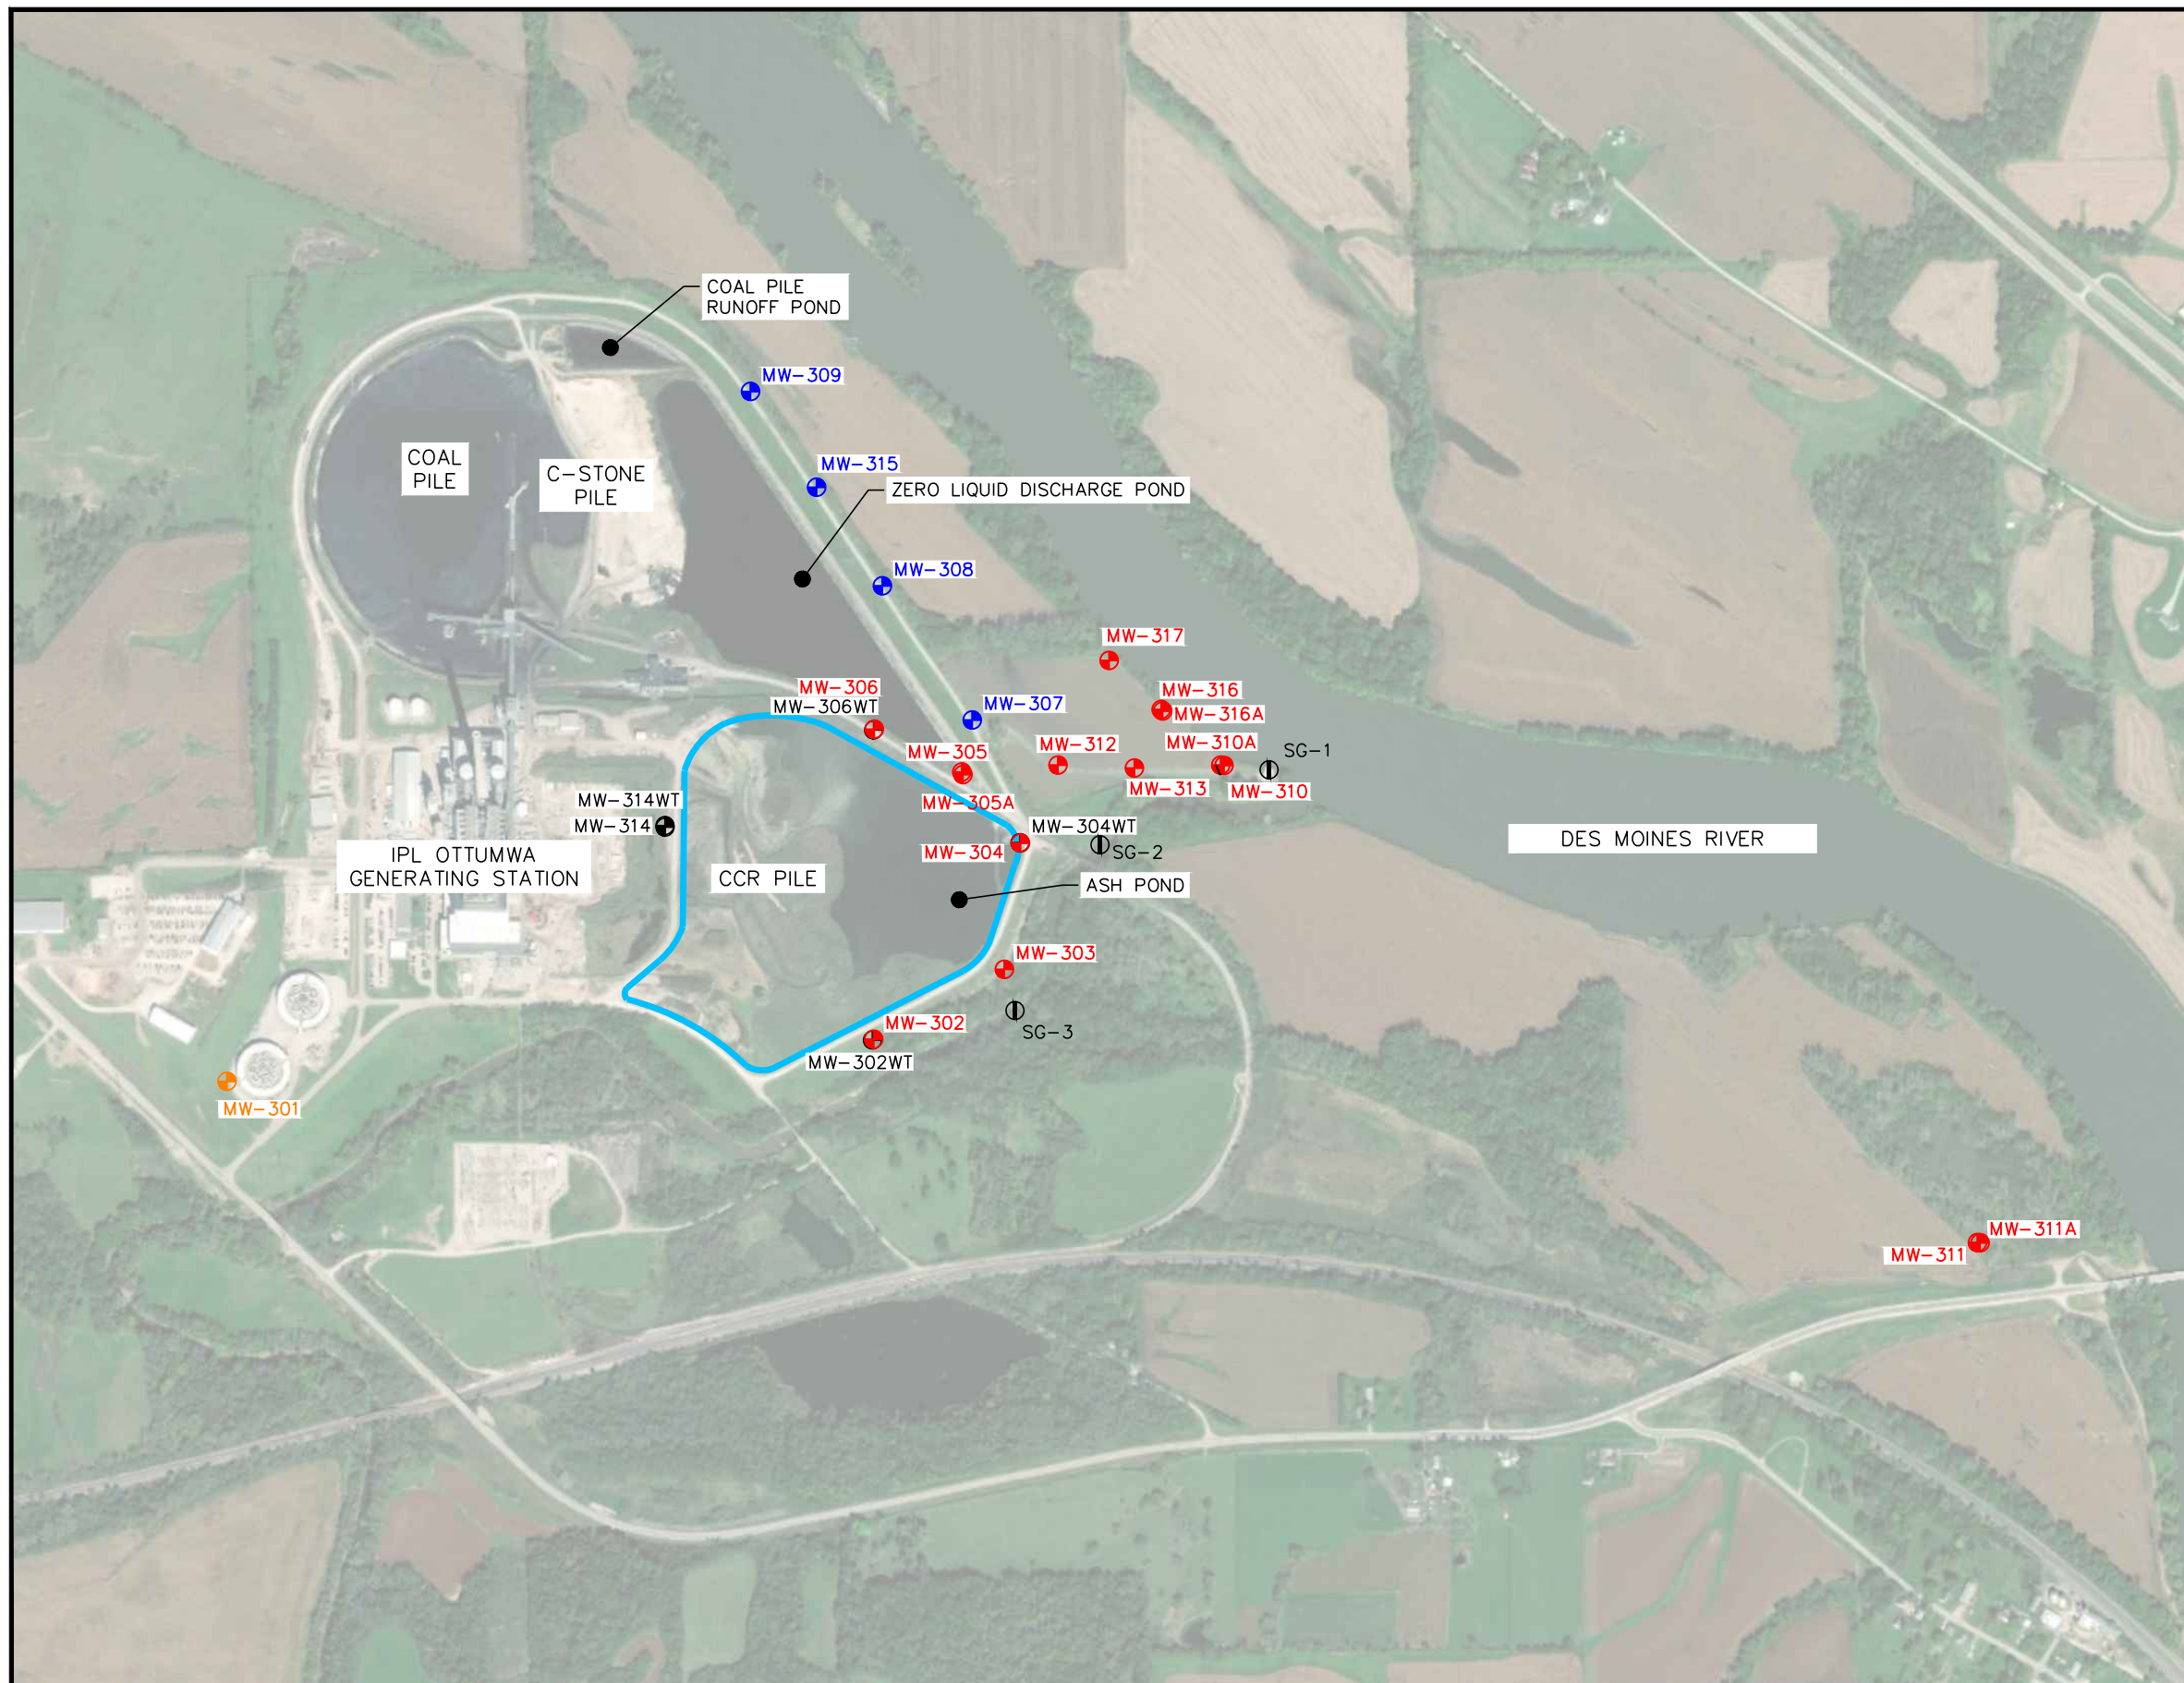 COAL PILE
RUNOFF POND
MW-309
COAL
PILE
C-STONE
PILE
MW-315
ZERO LIQUID DISCHARGE POND
MW-308
MW-317
MW-306
MW-306WT
MW-307
MW-316
MW-316A
MW-305
MW-312
MW-310A
SG-1
MW-305A
MW-313
MW-310
MW-314WT
MW-314
MW-304WT
MW-304
SG-2
DES MOINES RIVER
IPL OTTUMWA
GENERATING STATION
CCR PILE
ASH POND
MW-303
MW-302
SG-3
MW-302WT
MW-301
MW-311A
MW-311